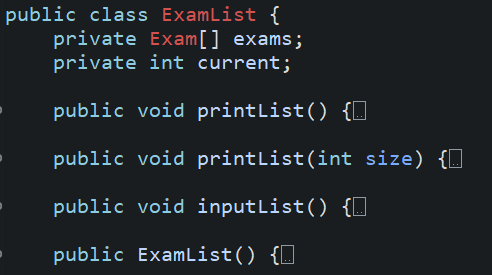 public class ExamList {
    private Exam[] exams;
    private int current;
    public void printList() {..
    public void printList(int size) {..
    public void inputList() {..
    public ExamList() {..